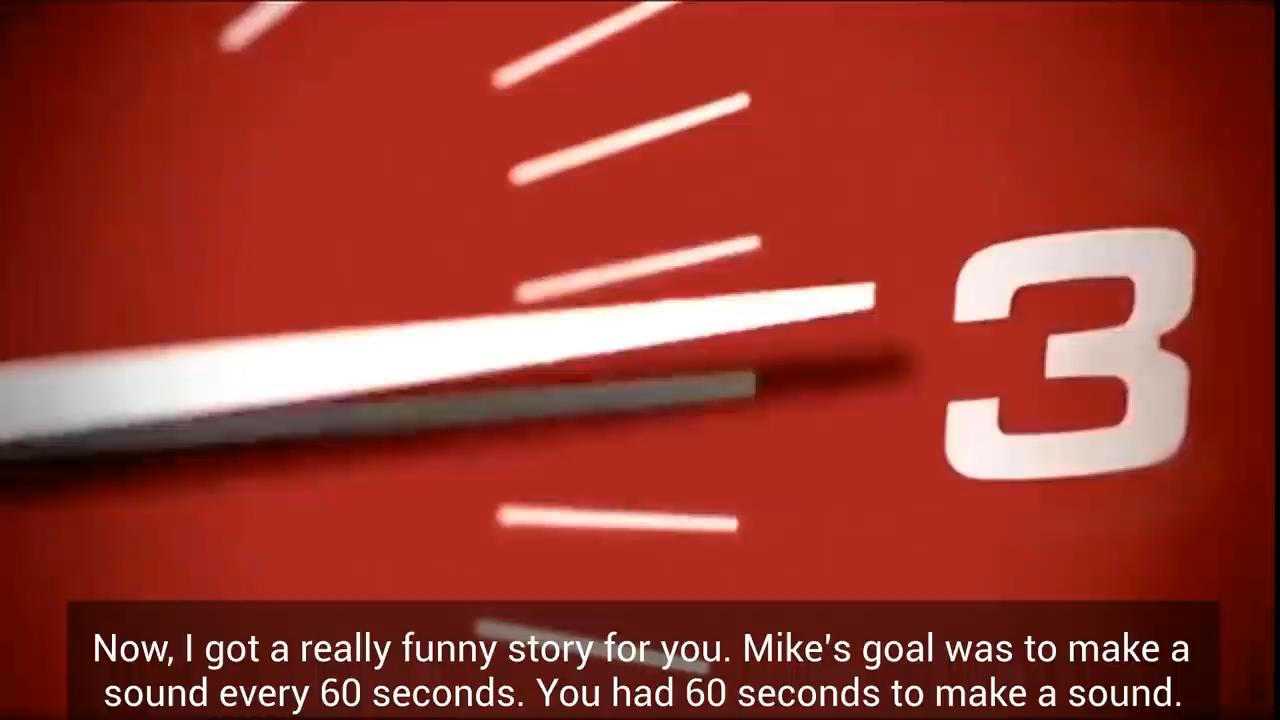 3
Now, I got a really funny story for you. Mike's goal was to make a
sound every 60 seconds. You had 60 seconds to make a sound.